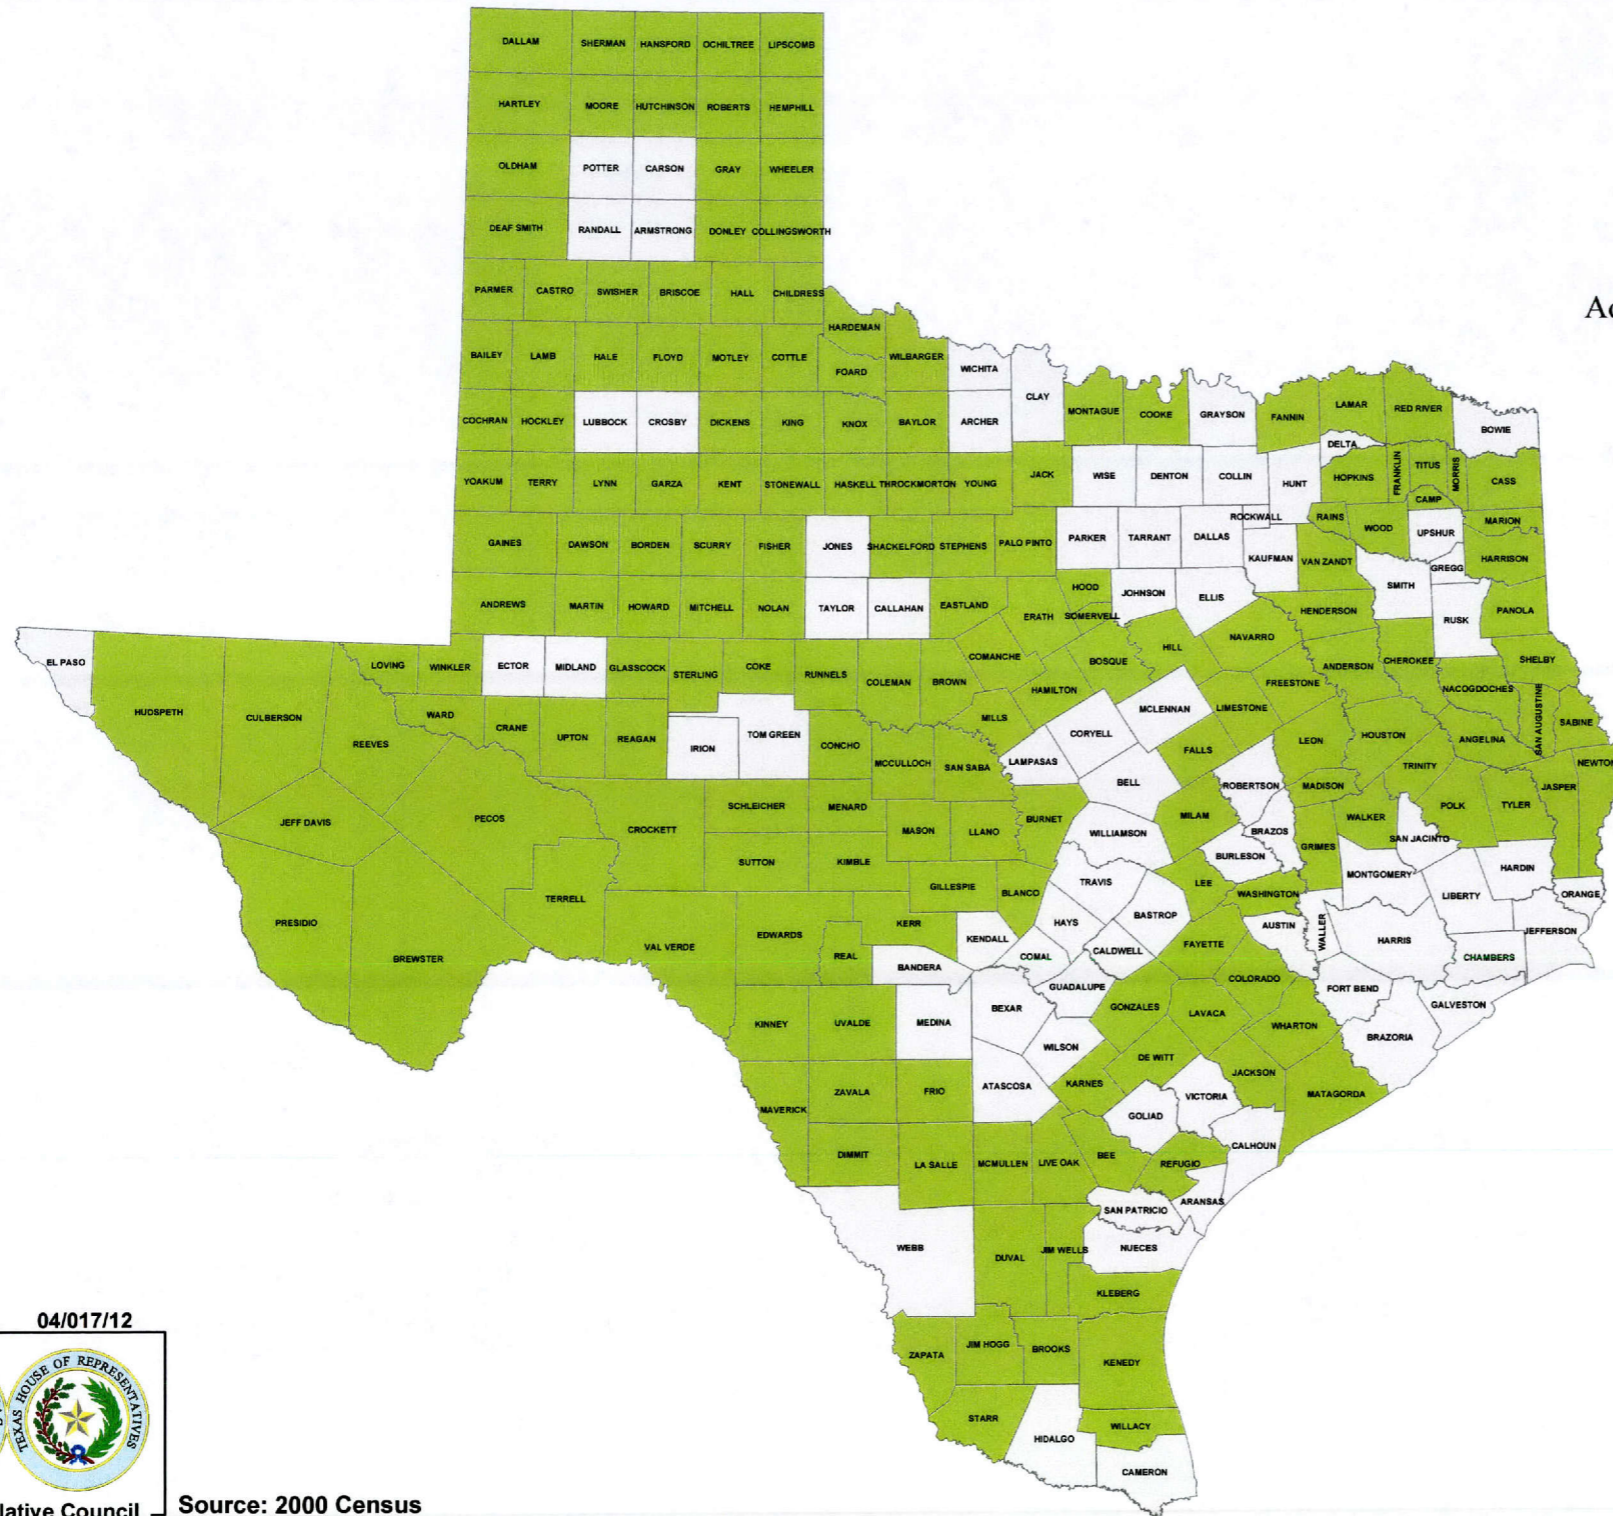 DALLAM SHERMAN HANSFORD OCHILTREE LIPSCOMB
HARTLEY MOORE HUTCHINSON ROBERTS HEMPHILL
OLDHAM POTTER CARSON GRAY WHEELER
DEAF SMITH RANDALL ARMSTRONG DONLEY COLLINGSWORTH
PARMER CASTRO SWISHER BRISCOE HALL CHILDRESS
Ac
HARDEMAN
BAILEY LAMB HALE FLOYD MOTLEY COTTLE FOARD WILBARGER WICHITA
CLAY
COCHRAN HOCKLEY LUBBOCK CROSBY DICKENS KING KNOX BAYLOR ARCHER MONTAGUE COOKE GRAYSON FANNIN LAMAR RED RIVER BOWIE
DELTA
YOAKUM TERRY LYNN GARZA KENT STONEWALL HASKELL THROCKMORTON YOUNG JACK WISE DENTON COLLIN HUNT HOPKINS FRANKLIN TITUS MORRIS CASS
CAMP
GAINES DAWSON BORDEN SCURRY FISHER JONES SHACKELFORD STEPHENS PALO PINTO PARKER TARRANT DALLAS ROCKWALL RAINS WOOD UPSHUR MARION
KAUFMAN VAN ZANDT GREGG HARRISON
ANDREWS MARTIN HOWARD MITCHELL NOLAN TAYLOR CALLAHAN EASTLAND ERATH HOOD JOHNSON ELLIS SMITH
SOMERVELL HENDERSON RUSK PANOLA
EL PASO LOVING WINKLER ECTOR MIDLAND GLASSCOCK STERLING COKE RUNNELS COLEMAN BROWN COMANCHE BOSQUE HILL NAVARRO ANDERSON CHEROKEE SHELBY
HAMILTON FREESTONE NACOGDOCHES
HUDSPETH CULBERSON REEVES WARD CRANE UPTON REAGAN IRION TOM GREEN CONCHO MILLS CORYELL MCLENNAN LIMESTONE LEON HOUSTON ANGELINA SAN AUGUSTINE SABINE
MCCULLOCH SAN SABA LAMPASAS BELL FALLS ROBERTSON MADISON TRINITY JASPER NEWTON
JEFF DAVIS PECOS CROCKETT SCHLEICHER MENARD MASON LLANO BURNET WILLIAMSON MILAM BRAZOS GRIMES WALKER SAN JACINTO POLK TYLER
SUTTON KIMBLE BURLESON MONTGOMERY HARDIN
PRESIDIO BREWSTER TERRELL VAL VERDE EDWARDS REAL KERR GILLESPIE BLANCO TRAVIS LEE WASHINGTON LIBERTY ORANGE
BANDERA KENDALL HAYS BASTROP AUSTIN WALLER HARRIS JEFFERSON
COMAL CALDWELL FAYETTE COLORADO CHAMBERS
KINNEY UVALDE MEDINA BEXAR GUADALUPE GONZALES LAVACA WHARTON FORT BEND GALVESTON
WILSON DE WITT BRAZORIA
MAVERICK ZAVALA FRIO ATASCOSA KARNES JACKSON MATAGORDA
GOLIAD VICTORIA
DIMMIT LA SALLE MCMULLEN LIVE OAK BEE REFUGIO CALHOUN
SAN PATRICIO ARANSAS
WEBB DUVAL JIM WELLS NUECES
KLEBERG
ZAPATA JIM HOGG BROOKS KENEDY
STARR HIDALGO WILLACY
CAMERON
04/017/12
TEXAS HOUSE OF REPRESENTATIVES
lative Council
Source: 2000 Census